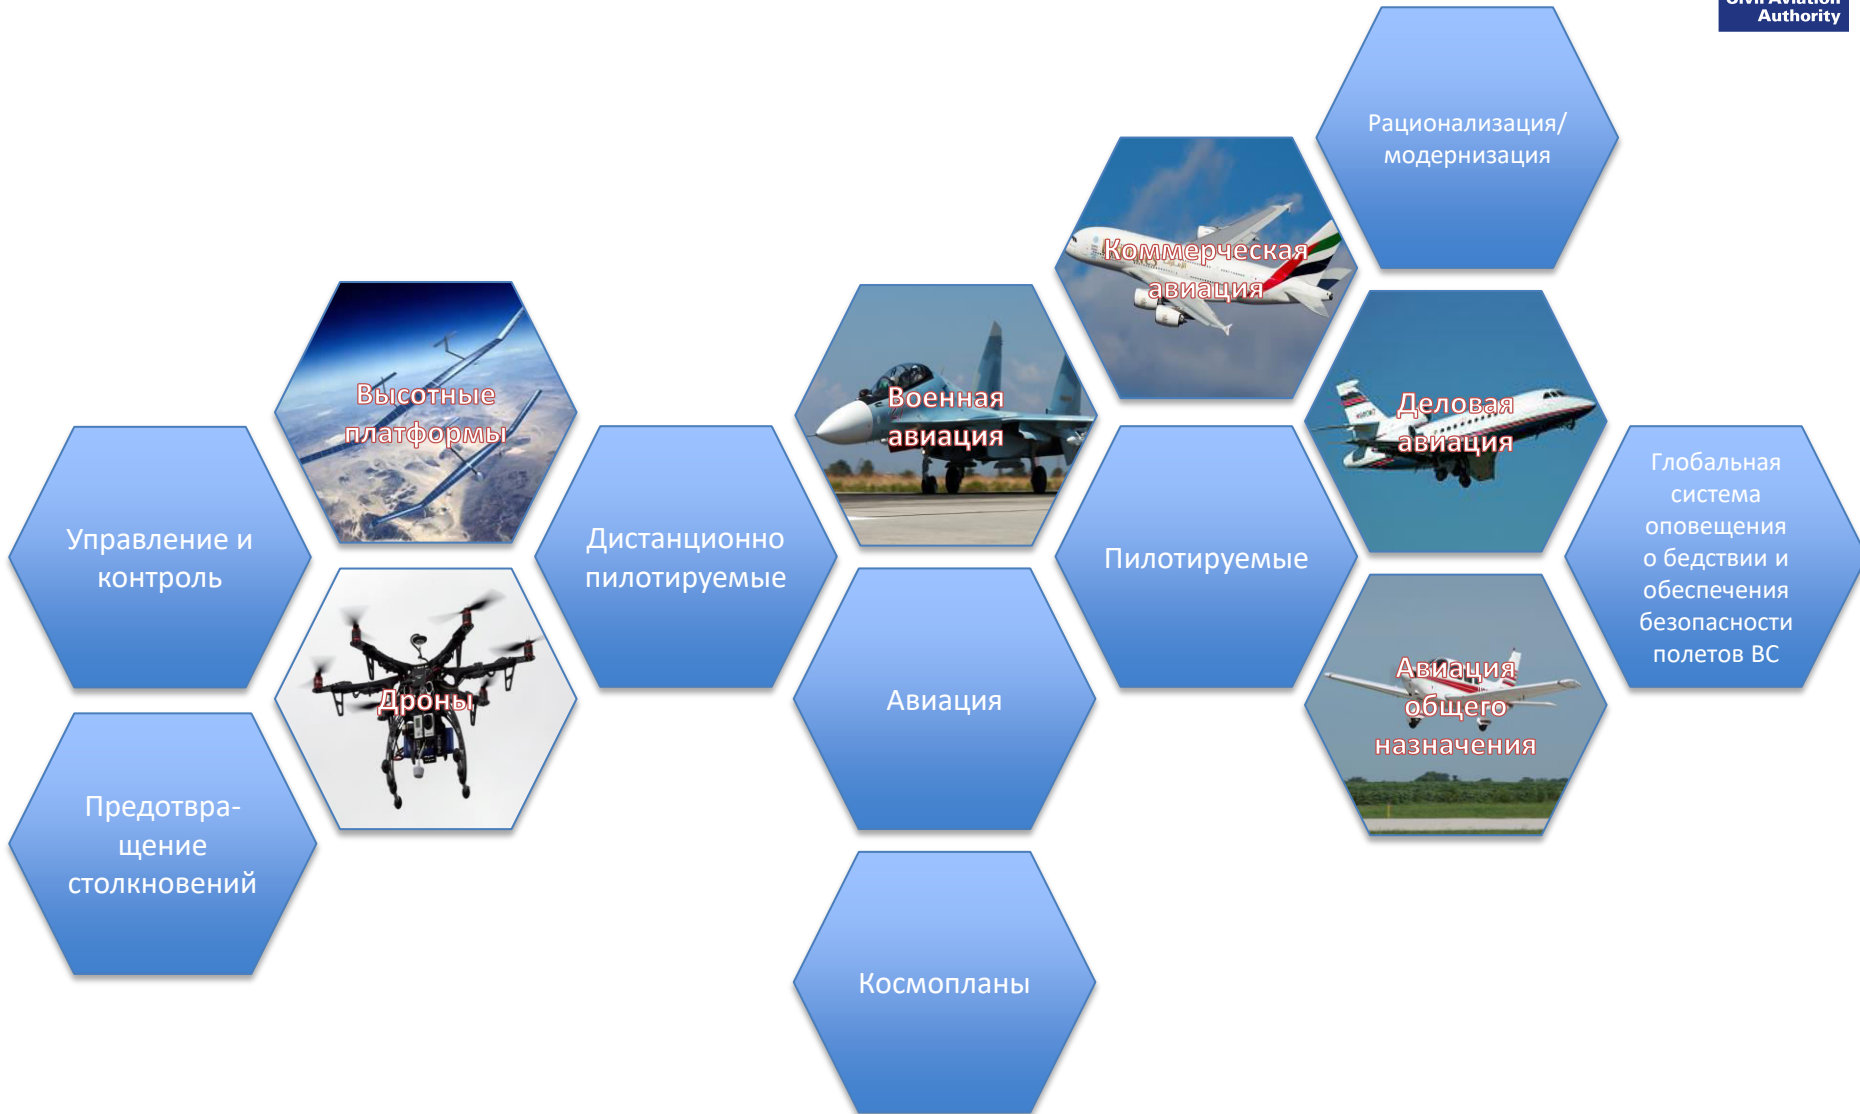 Civil Aviation
Authority
Рационализация/
модернизация
Коммерческая
авиация
Высотные
платформы
Военная
авиация
Деловая
авиация
Управление и
контроль
Дистанционно
пилотируемые
Пилотируемые
Глобальная
система
оповещения
о бедствии и
обеспечения
безопасности
полетов ВС
Дроны
Авиация
Авиация
общего
назначения
Предотвра-
щение
столкновений
Космопланы